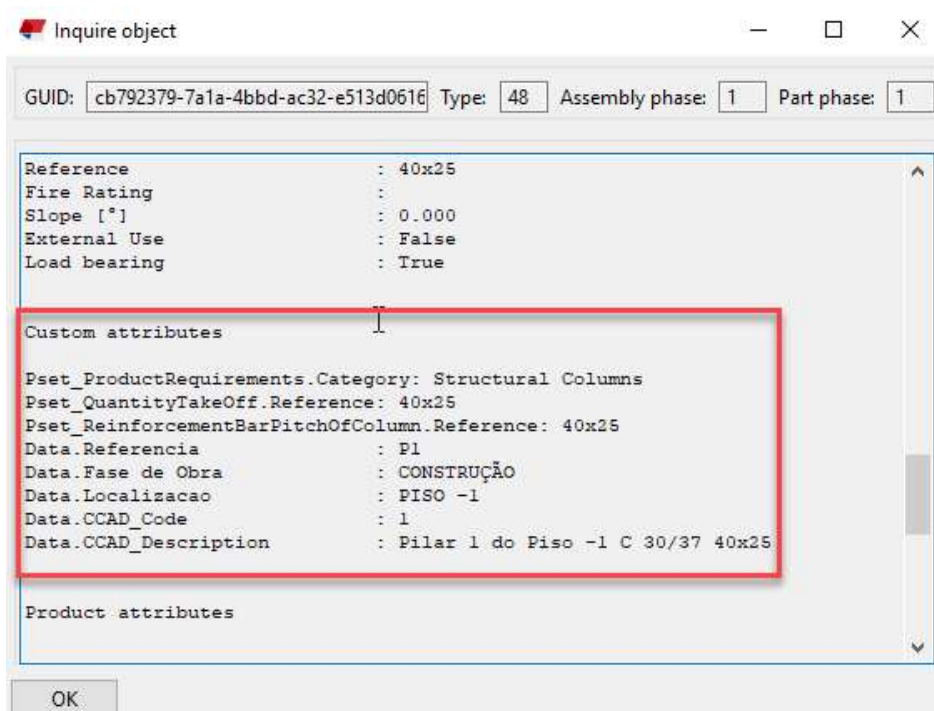 Inquire object
GUID: cb792379-7a1a-4bbd-ac32-e513d0616 Type: 48 Assembly phase: 1 Part phase: 1
Reference : 40x25
Fire Rating :
Slope [°] : 0.000
External Use : False
Load bearing : True
Custom attributes
Pset_ProductRequirements.Category: Structural Columns
Pset_QuantityTakeOff.Reference: 40x25
Pset_ReinforcementBarPitchOfColumn.Reference: 40x25
Data.Referencia : P1
Data.Fase de Obra : CONSTRUÇÃO
Data.Localizacao : PISO -1
Data.CCAD_Code : 1
Data.CCAD_Description : Pilar 1 do Piso -1 C 30/37 40x25
Product attributes
OK